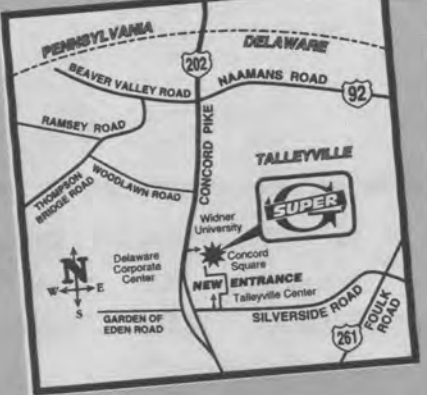 PENNSYLVANIA
DELAWARE
202
BEAVER VALLEY ROAD
NAAMANS ROAD
92
RAMSEY ROAD
CONCORD PIKE
TALLEYVILLE
THOMPSON
BRIDGE ROAD
WOODLAWN ROAD
SUPER G
Widner
University
Delaware
Corporate
Center
Concord
Square
N
W E
S
NEW ENTRANCE
Talleyville Center
GARDEN OF
EDEN ROAD
SILVERSIDE ROAD
FOULK
ROAD
261